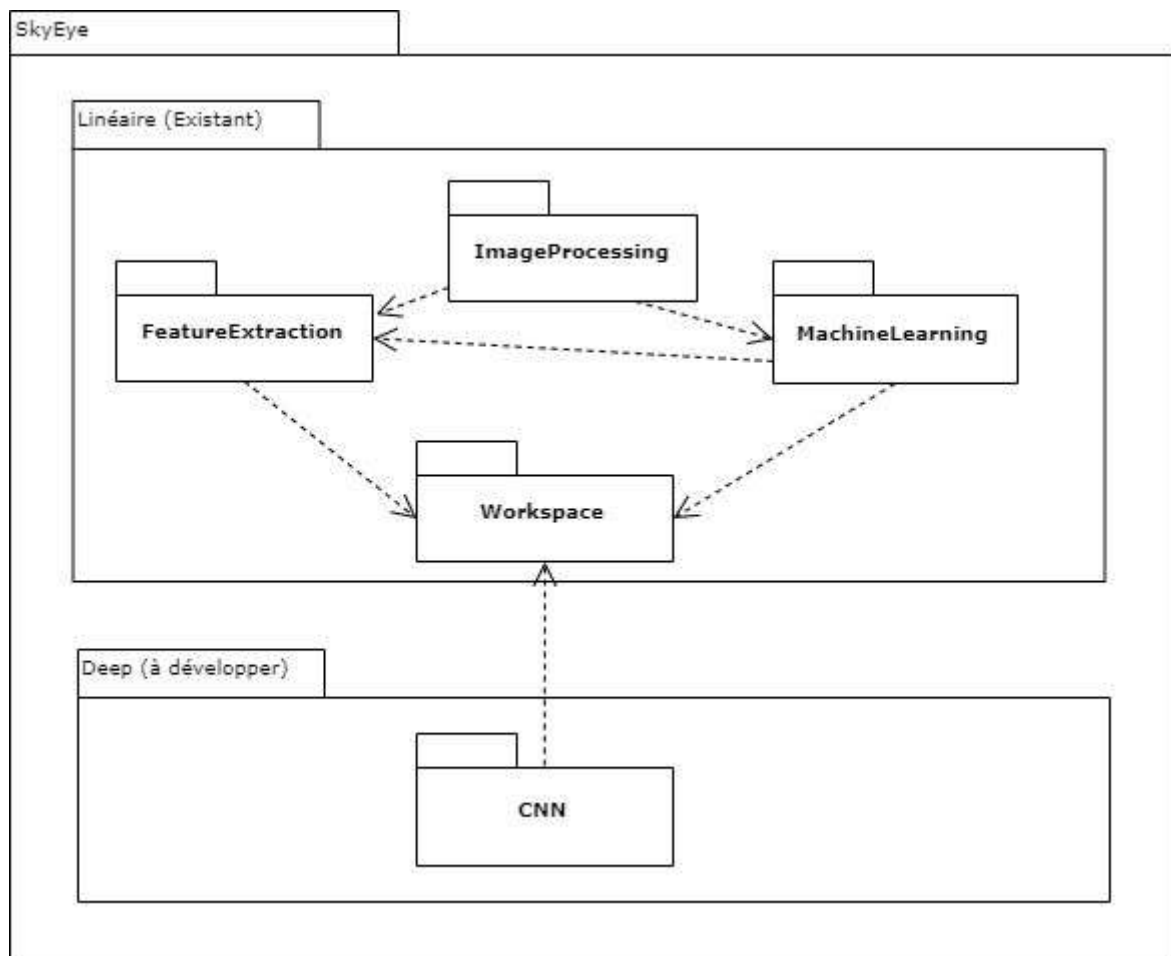 SkyEye
Linéaire (Existant)
ImageProcessing
FeatureExtraction
MachineLearning
Workspace
Deep (à développer)
CNN